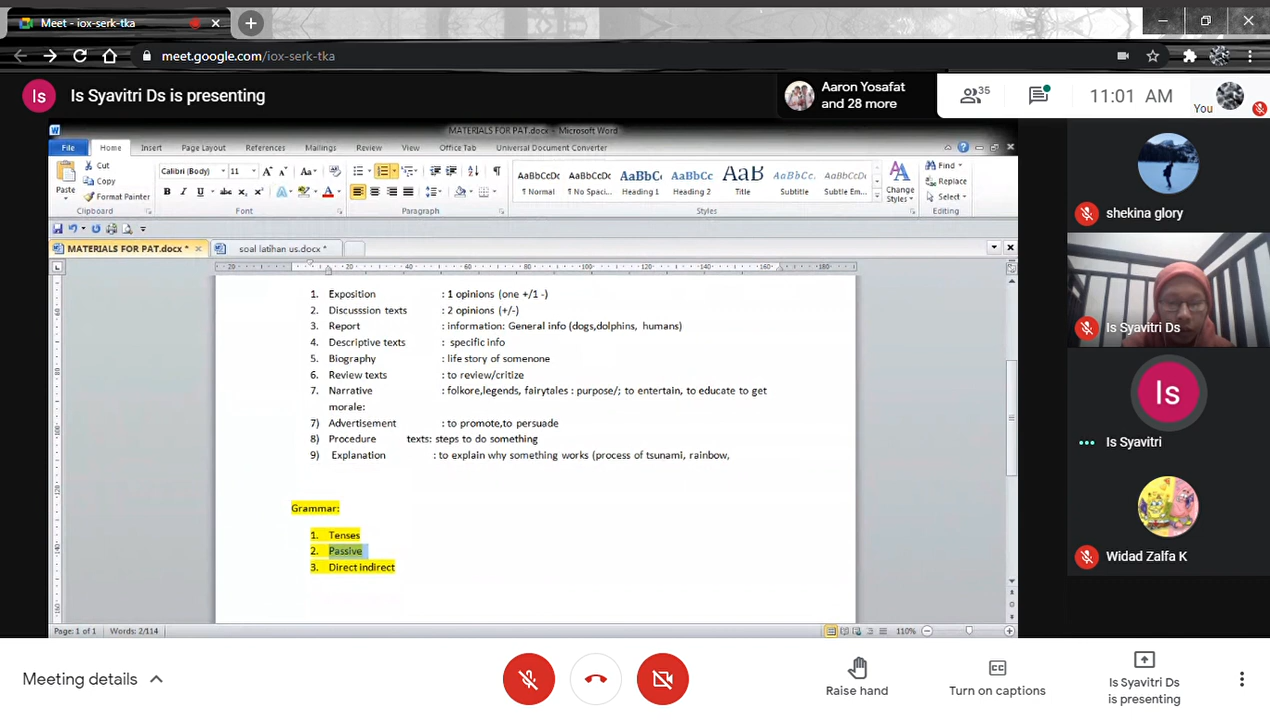 Meet - iox-serk-tka
meet.google.com/iox-serk-tka
Is
Is Syavitri Ds is presenting
Aaron Yosafat
and 28 more
35
11:01 AM
You
MATERIALS FOR PAT.docx - Microsoft Word
File Home Insert Page Layout References Mailings Review View Office Tab Universal Document Converter
Paste
Cut
Copy
Format Painter
Clipboard
Calibri (Body) 11
Font
Paragraph
AaBbCcDc AaBbCcDc AaBbCc AaBbCc AaB AaBbCc. AaBbCcDc
¶ Normal ¶ No Spaci... Heading 1 Heading 2 Title Subtitle Subtle Em...
Styles
Change
Styles
Find
Replace
Select
Editing
MATERIALS FOR PAT.docx *
soal latihan us.docx *
1. Exposition : 1 opinions (one +/1 -)
2. Discusssion texts : 2 opinions (+/-)
3. Report : information: General info (dogs,dolphins, humans)
4. Descriptive texts : specific info
5. Biography : life story of somenone
6. Review texts : to review/critize
7. Narrative : folkore,legends, fairytales : purpose/; to entertain, to educate to get
morale:
7) Advertisement : to promote,to persuade
8) Procedure texts: steps to do something
9) Explanation : to explain why something works (process of tsunami, rainbow,
Grammar:
1. Tenses
2. Passive
3. Direct indirect
Page: 1 of 1 Words: 2/114
110%
shekina glory
Is Syavitri Ds
Is
Is Syavitri
Widad Zalfa K
Meeting details
Raise hand
Turn on captions
Is Syavitri Ds
is presenting